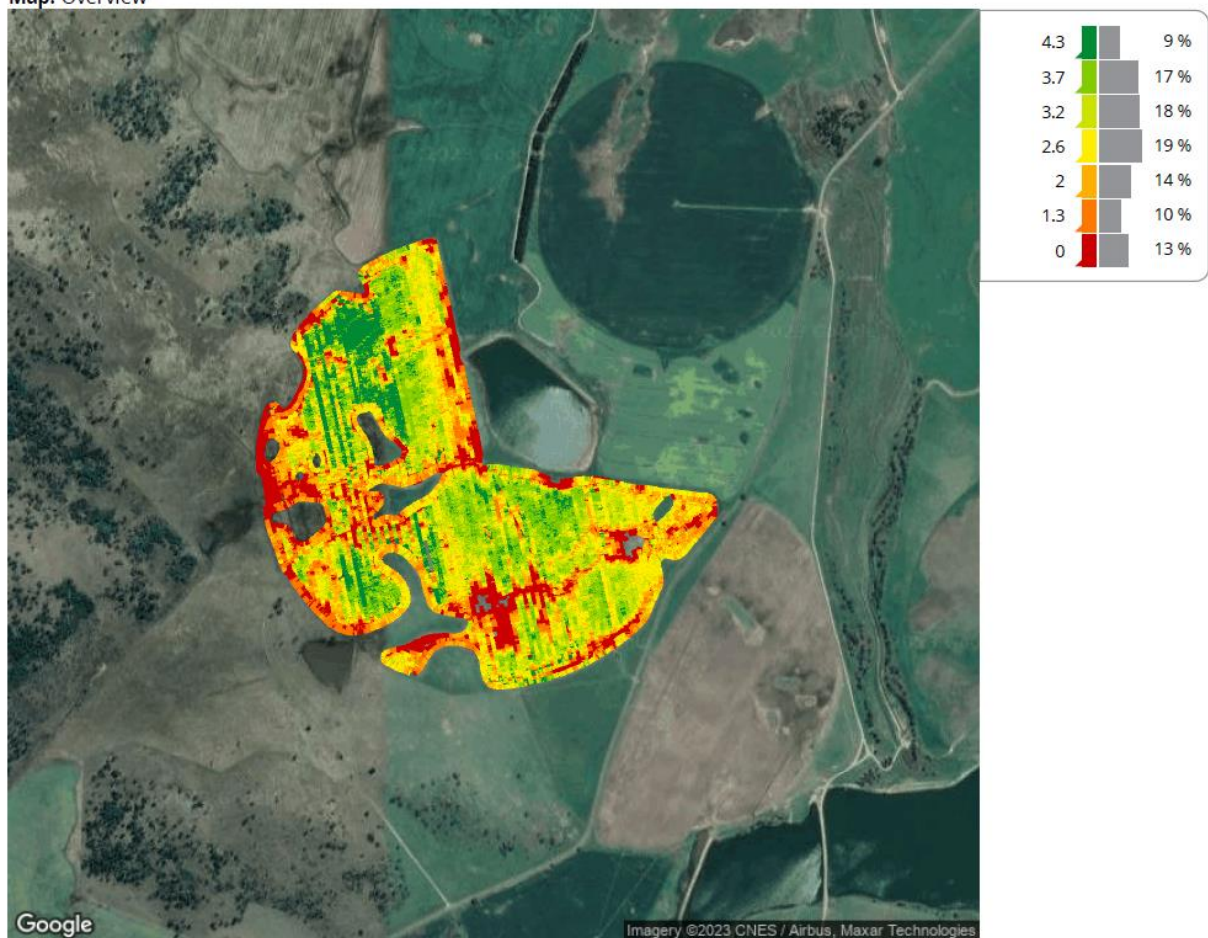 Map: Overview
4.3 9 %
3.7 17 %
3.2 18 %
2.6 19 %
2 14 %
1.3 10 %
0 13 %
Google
Imagery ©2023 CNES / Airbus, Maxar Technologies